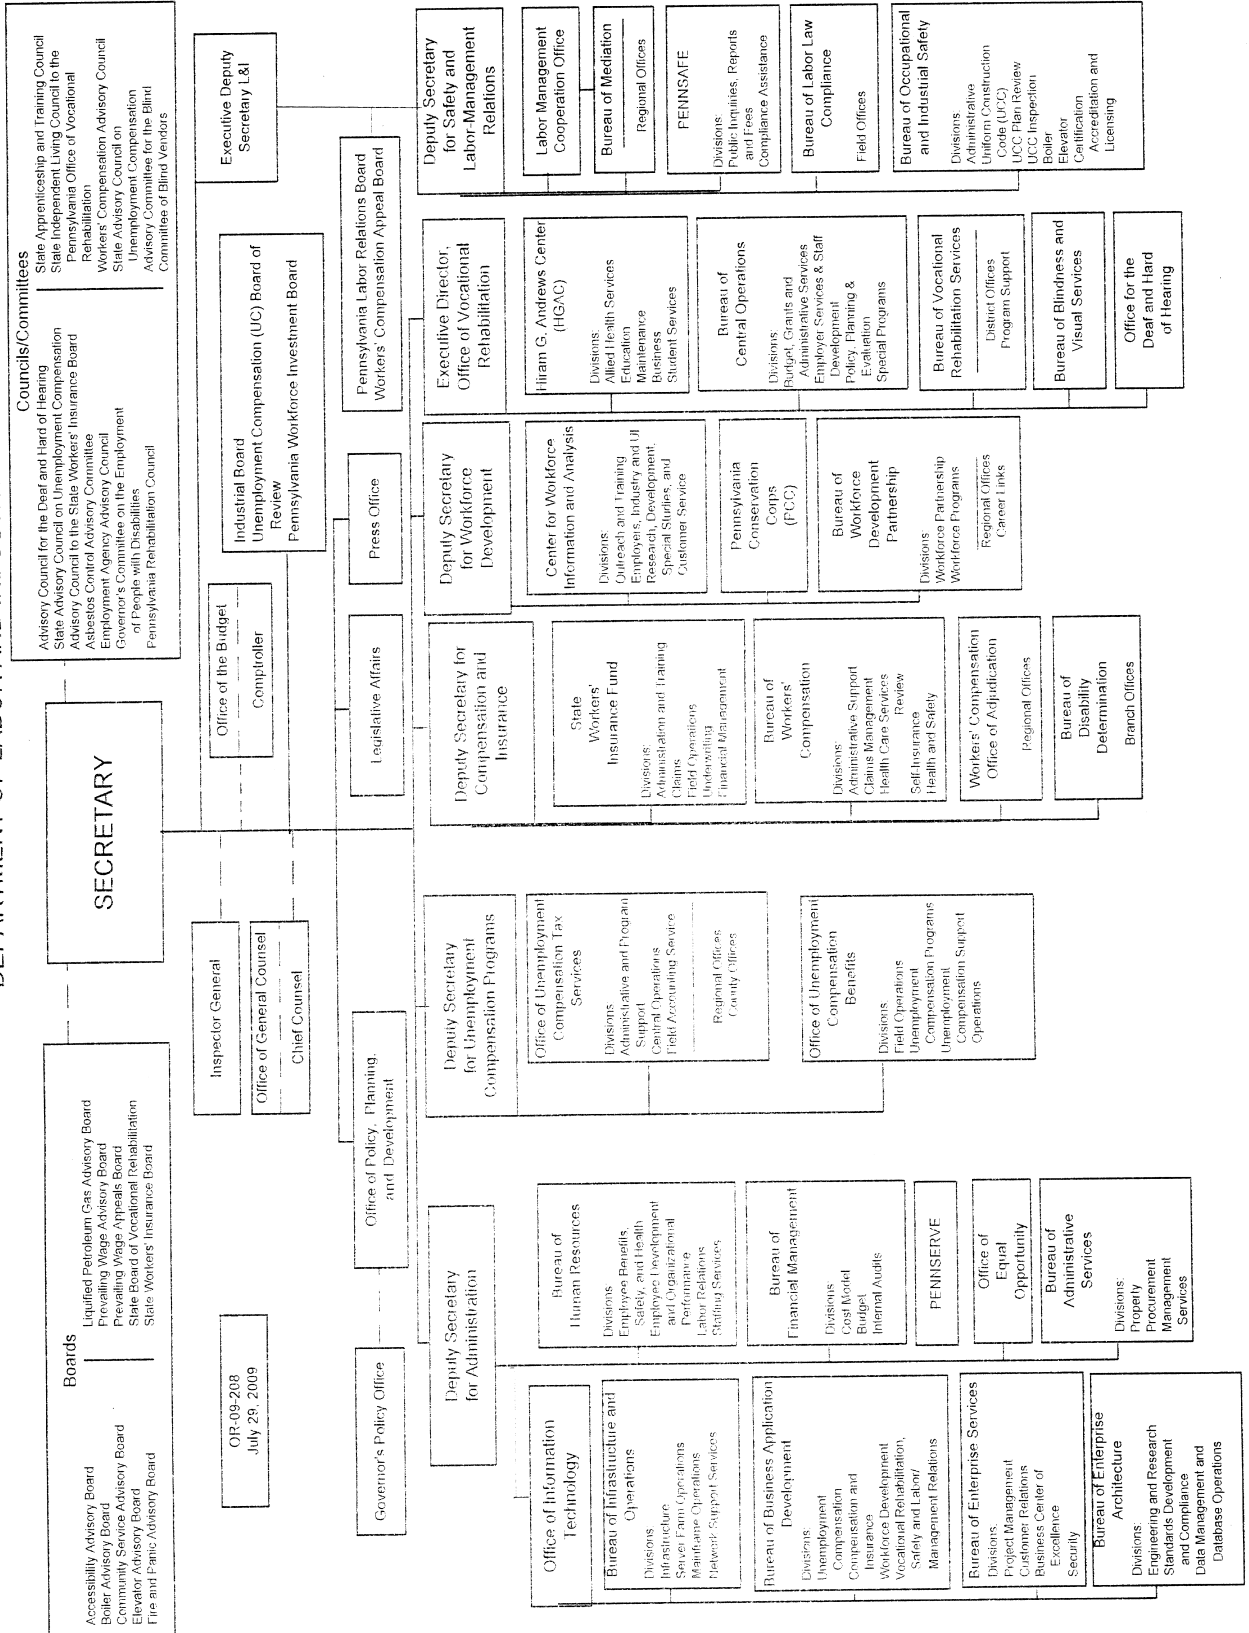 DEPARTMENT OF LABOR AND INDUSTRY
Boards
Accessibility Advisory Board
Boiler Advisory Board
Community Service Advisory Board
Elevator Advisory Board
Fire and Panic Advisory Board
Liquified Petroleum Gas Advisory Board
Prevailing Wage Advisory Board
Prevailing Wage Appeals Board
State Board of Vocational Rehabilitation
State Workers' Insurance Board
SECRETARY
Councils/Committees
Advisory Council for the Deaf and Hard of Hearing
State Advisory Council on Unemployment Compensation
Advisory Council to the State Workers' Insurance Board
Asbestos Control Advisory Committee
Employment Agency Advisory Council
Governor's Committee on the Employment
of People with Disabilities
Pennsylvania Rehabilitation Council
State Apprenticeship and Training Council
State Independent Living Council to the
Pennsylvania Office of Vocational
Rehabilitation
Workers' Compensation Advisory Council
State Advisory Council on
Unemployment Compensation
Advisory Committee for the Blind
Committee of Blind Vendors
OR-09-208
July 29, 2009
Inspector General
Office of General Counsel
Chief Counsel
Office of the Budget
Comptroller
Industrial Board
Unemployment Compensation (UC) Board of
Review
Pennsylvania Workforce Investment Board
Executive Deputy
Secretary L&I
Governor's Policy Office
Office of Policy, Planning,
and Development
Legislative Affairs
Press Office
Pennsylvania Labor Relations Board
Workers' Compensation Appeal Board
Deputy Secretary
for Administration
Office of Information
Technology
Bureau of Infrastructure and
Operations
Divisions
Infrastructure
Server Farm Operations
Mainframe Operations
Network Support Services
Bureau of Business Application
Development
Divisions:
Unemployment
Compensation
Compensation and
Insurance
Workforce Development
Vocational Rehabilitation,
Safety and Labor/
Management Relations
Bureau of Enterprise Services
Divisions:
Project Management
Customer Relations
Business Center of
Excellence
Security
Bureau of Enterprise
Architecture
Divisions:
Engineering and Research
Standards Development
and Compliance
Data Management and
Database Operations
Bureau of
Human Resources
Divisions
Employee Benefits,
Safety, and Health
Employee Development
and Organizational
Performance
Labor Relations
Staffing Services
Bureau of
Financial Management
Divisions
Cost Model
Budget
Internal Audits
PENNSERVE
Office of
Equal
Opportunity
Bureau of
Administrative
Services
Divisions:
Property
Procurement
Management
Services
Deputy Secretary
for Unemployment
Compensation Programs
Office of Unemployment
Compensation Tax
Services
Divisions
Administrative and Program
Support
Central Operations
Field Accounting Service
Regional Offices
County Offices
Office of Unemployment
Compensation
Benefits
Divisions
Field Operations
Unemployment
Compensation Programs
Unemployment
Compensation Support
Operations
Deputy Secretary for
Compensation and
Insurance
State
Workers'
Insurance Fund
Divisions:
Administration and Training
Claims
Field Operations
Underwriting
Financial Management
Bureau of
Workers'
Compensation
Divisions:
Administrative Support
Claims Management
Health Care Services
Review
Self-Insurance
Health and Safety
Workers' Compensation
Office of Adjudication
Regional Offices
Bureau of
Disability
Determination
Branch Offices
Deputy Secretary
for Workforce
Development
Center for Workforce
Information and Analysis
Divisions:
Outreach and Training
Employers, Industry and UI
Research, Development,
Special Studies, and
Customer Service
Pennsylvania
Conservation
Corps
(PCC)
Bureau of
Workforce
Development
Partnership
Divisions
Workforce Partnership
Workforce Programs
Regional Offices
Career Links
Executive Director,
Office of Vocational
Rehabilitation
Hiram G. Andrews Center
(HGAC)
Divisions:
Allied Health Services
Education
Maintenance
Business
Student Services
Bureau of
Central Operations
Divisions:
Budget, Grants and
Administrative Services
Employer Services & Staff
Development
Policy, Planning &
Evaluation
Special Programs
Bureau of Vocational
Rehabilitation Services
District Offices
Program Support
Bureau of Blindness and
Visual Services
Office for the
Deaf and Hard
of Hearing
Deputy Secretary
for Safety and
Labor-Management
Relations
Labor Management
Cooperation Office
Bureau of Mediation
Regional Offices
PENNSAFE
Divisions:
Public Inquiries, Reports
and Fees
Compliance Assistance
Bureau of Labor Law
Compliance
Field Offices
Bureau of Occupational
and Industrial Safety
Divisions:
Administrative
Uniform Construction
Code (UCC)
UCC Plan Review
UCC Inspection
Boiler
Elevator
Certification
Accreditation and
Licensing